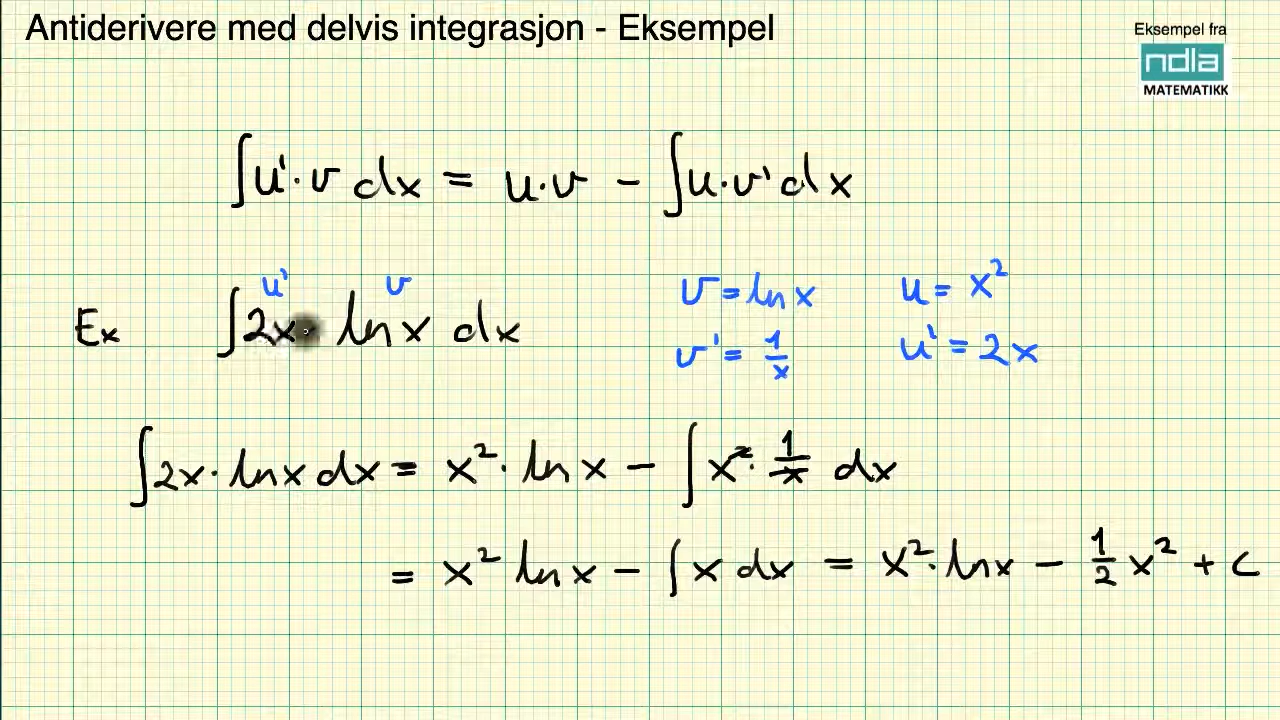 Antiderivere med delvis integrasjon - Eksempel
Eksempel fra
ndla
MATEMATIKK
∫u'·v dx = u·v − ∫u·v' dx
u' v
Ex ∫2x· ln x dx
v = ln x u = x²
v' = 1/x u' = 2x
∫2x· ln x dx = x²· ln x − ∫x²· 1/x dx
= x² ln x − ∫x dx = x²· ln x − 1/2 x² + C